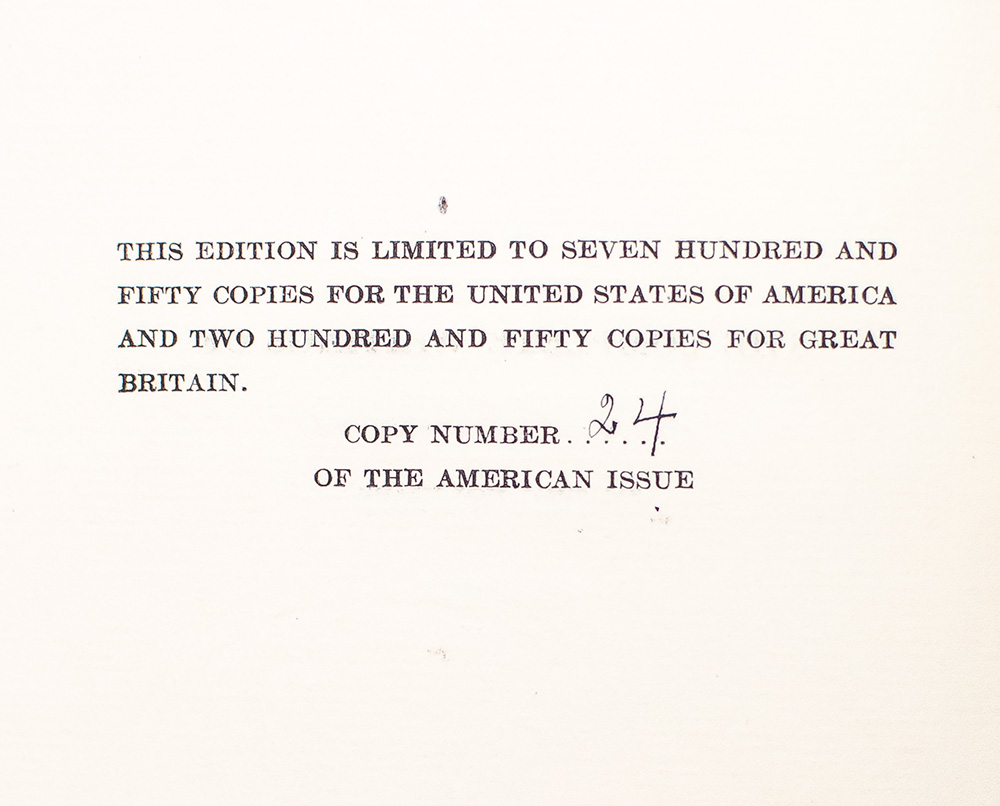 THIS EDITION IS LIMITED TO SEVEN HUNDRED AND
FIFTY COPIES FOR THE UNITED STATES OF AMERICA
AND TWO HUNDRED AND FIFTY COPIES FOR GREAT
BRITAIN.
COPY NUMBER. 24
OF THE AMERICAN ISSUE